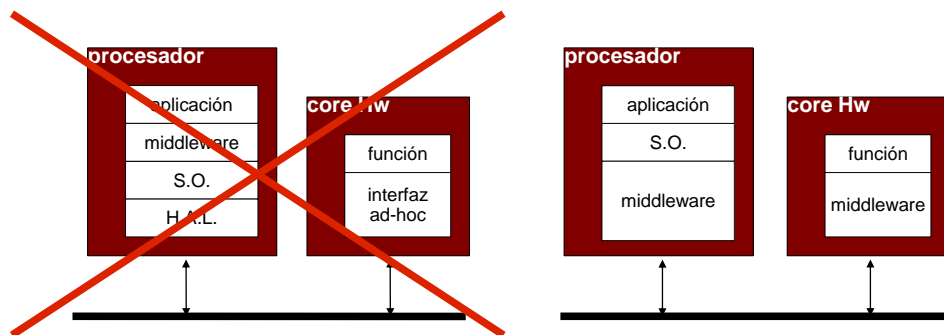 procesador
aplicación
middleware
S.O.
H.A.L.
core Hw
función
interfaz
ad-hoc
procesador
aplicación
S.O.
middleware
core Hw
función
middleware